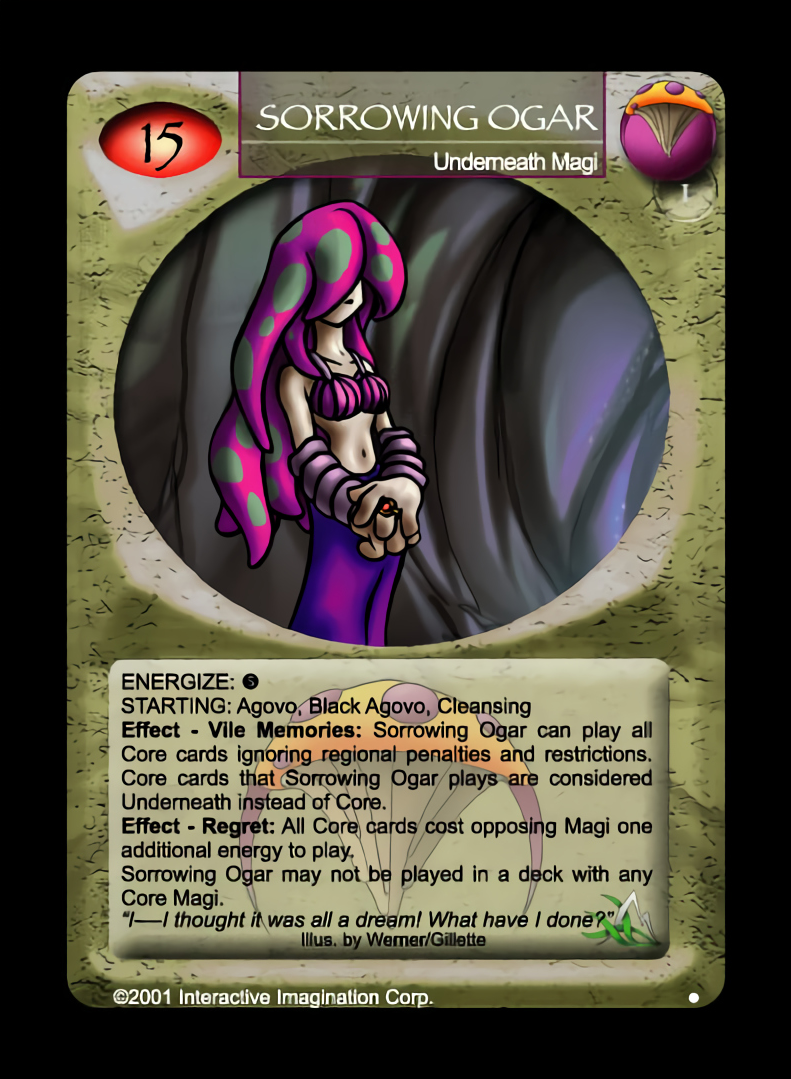 15
SORROWING OGAR
Underneath Magi
1
ENERGIZE: ❺
STARTING: Agovo, Black Agovo, Cleansing
Effect - Vile Memories: Sorrowing Ogar can play all
Core cards ignoring regional penalties and restrictions.
Core cards that Sorrowing Ogar plays are considered
Underneath instead of Core.
Effect - Regret: All Core cards cost opposing Magi one
additional energy to play.
Sorrowing Ogar may not be played in a deck with any
Core Magi.
“I—–I thought it was all a dream! What have I done?”
Illus. by Werner/Gillette
©2001 Interactive Imagination Corp.